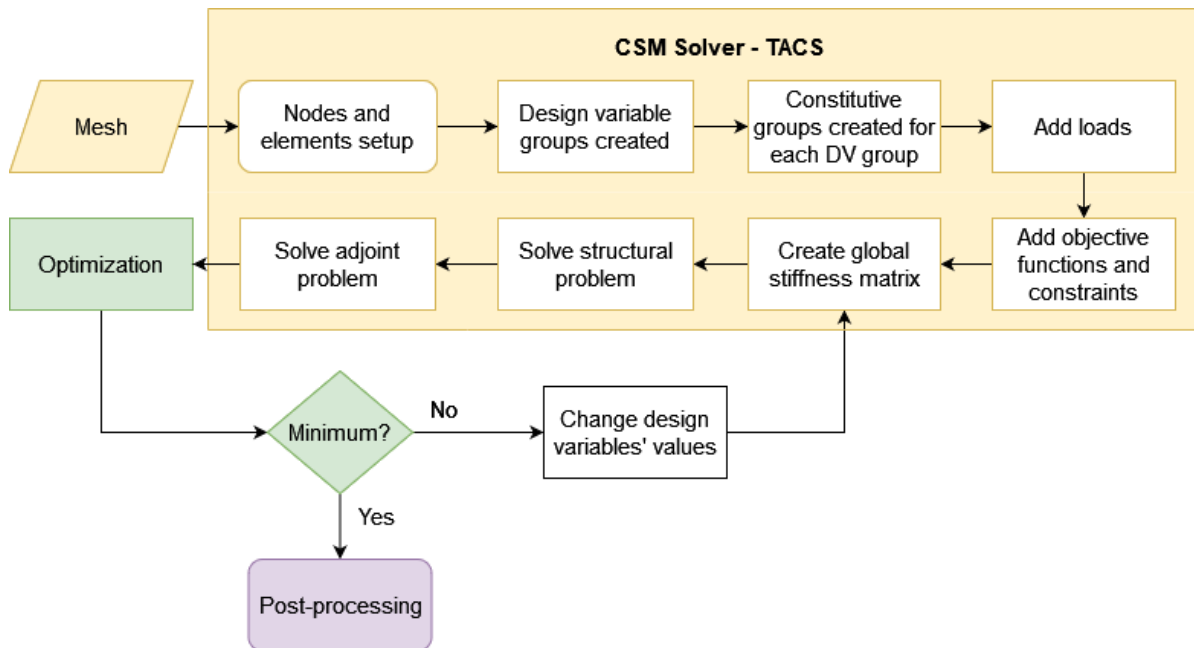 CSM Solver - TACS
Mesh
Nodes and
elements setup
Design variable
groups created
Constitutive
groups created for
each DV group
Add loads
Add objective
functions and
constraints
Create global
stiffness matrix
Solve structural
problem
Solve adjoint
problem
Optimization
Minimum?
No
Change design
variables' values
Yes
Post-processing